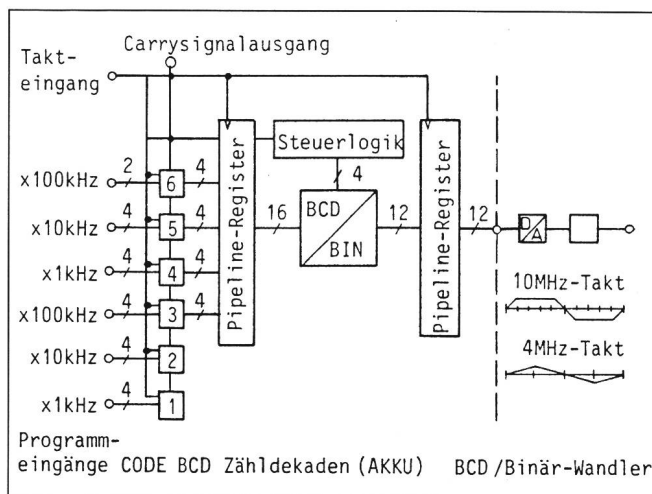 Carrysignalausgang
Takt-
eingang
Steuerlogik
Pipeline-Register
Pipeline-Register
x100kHz 2 6 4
4
x10kHz 4 5 4 16 BCD 12 12 D
BIN A
x1kHz 4 4 4
10MHz-Takt
x100kHz 4 3 4
x10kHz 4 2
4MHz-Takt
x1kHz 4 1
Programm-
eingänge CODE BCD Zähldekaden (AKKU) BCD/Binär-Wandler